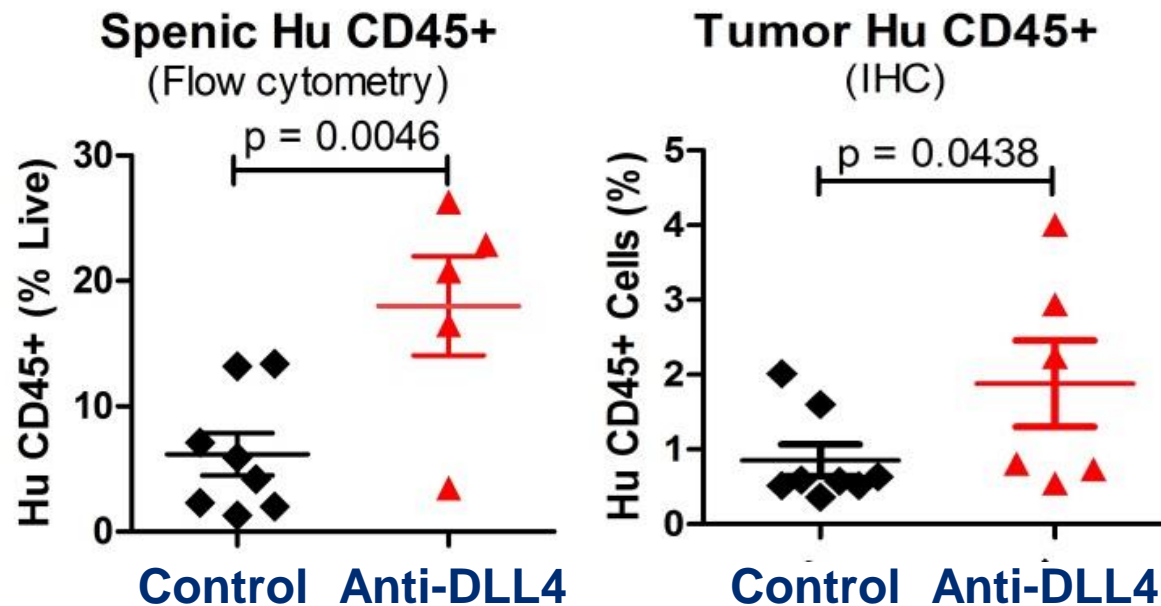 Spenic Hu CD45+
(Flow cytometry)
p = 0.0046
Hu CD45+ (% Live)
30
20
10
0
Control Anti-DLL4
Tumor Hu CD45+
(IHC)
p = 0.0438
Hu CD45+ Cells (%)
5
4
3
2
1
0
Control Anti-DLL4